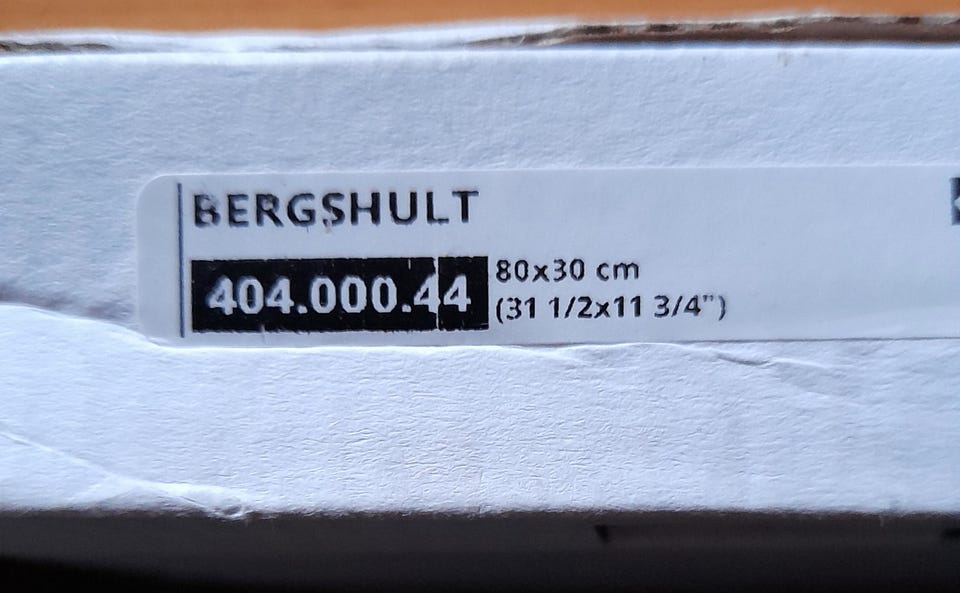 BERGSHULT
404.000.44
80x30 cm
(31 1/2x11 3/4")